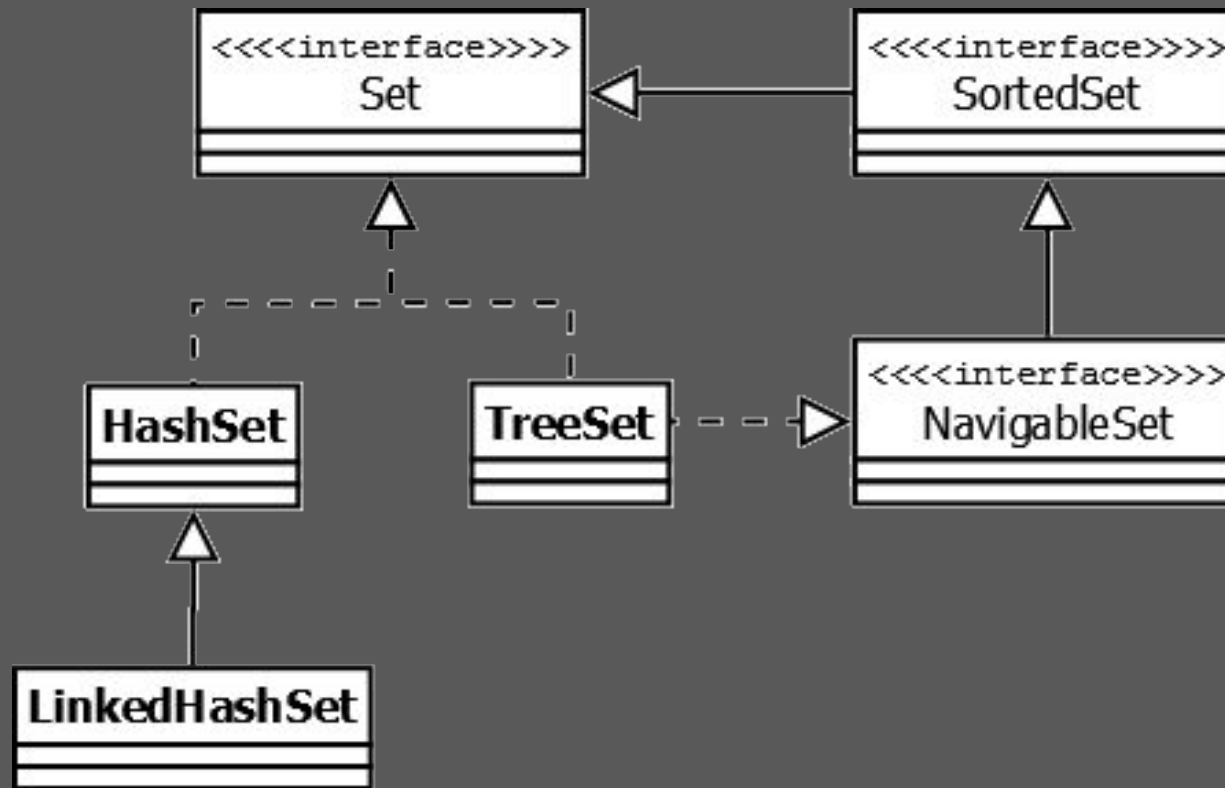 <<<<interface>>>>
Set
<<<<interface>>>>
SortedSet
HashSet
TreeSet
<<<<interface>>>>
NavigableSet
LinkedHashSet